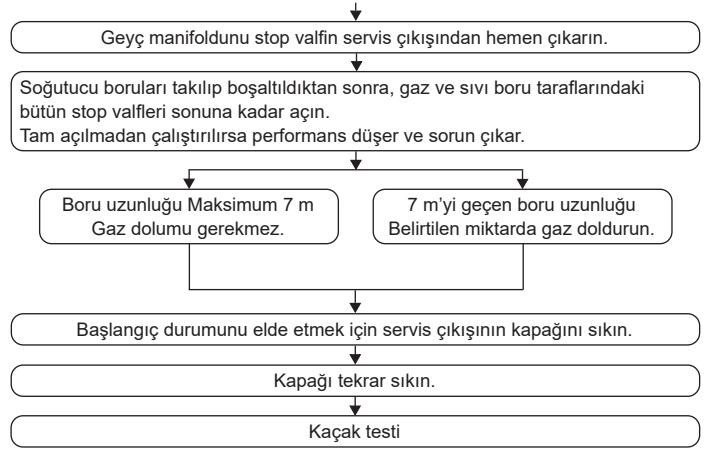 Geyç manifoldunu stop valfin servis çıkışından hemen çıkarın.
Soğutucu boruları takılıp boşaltıldıktan sonra, gaz ve sıvı boru taraflarındaki
bütün stop valfleri sonuna kadar açın.
Tam açılmadan çalıştırılırsa performans düşer ve sorun çıkar.
Boru uzunluğu Maksimum 7 m
Gaz dolumu gerekmez.
7 m’yi geçen boru uzunluğu
Belirtilen miktarda gaz doldurun.
Başlangıç durumunu elde etmek için servis çıkışının kapağını sıkın.
Kapağı tekrar sıkın.
Kaçak testi